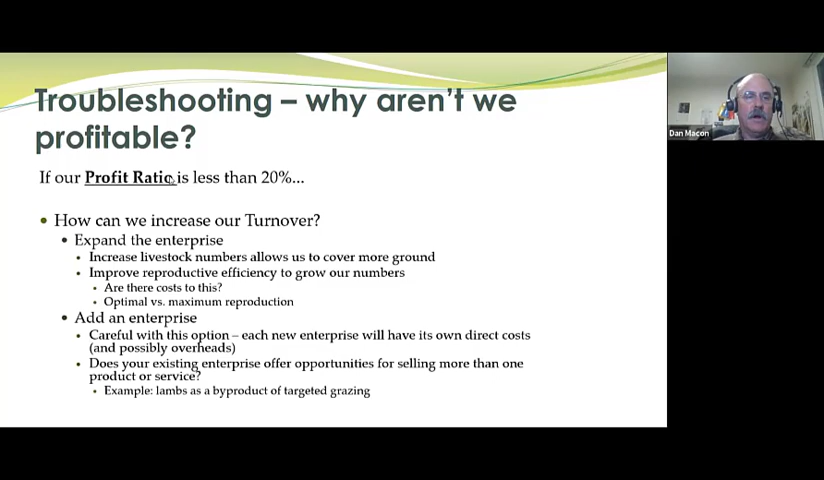 Troubleshooting – why aren't we
profitable?
If our Profit Ratio is less than 20%...
• How can we increase our Turnover?
• Expand the enterprise
• Increase livestock numbers allows us to cover more ground
• Improve reproductive efficiency to grow our numbers
• Are there costs to this?
• Optimal vs. maximum reproduction
• Add an enterprise
• Careful with this option – each new enterprise will have its own direct costs
(and possibly overheads)
• Does your existing enterprise offer opportunities for selling more than one
product or service?
• Example: lambs as a byproduct of targeted grazing
Dan Macon